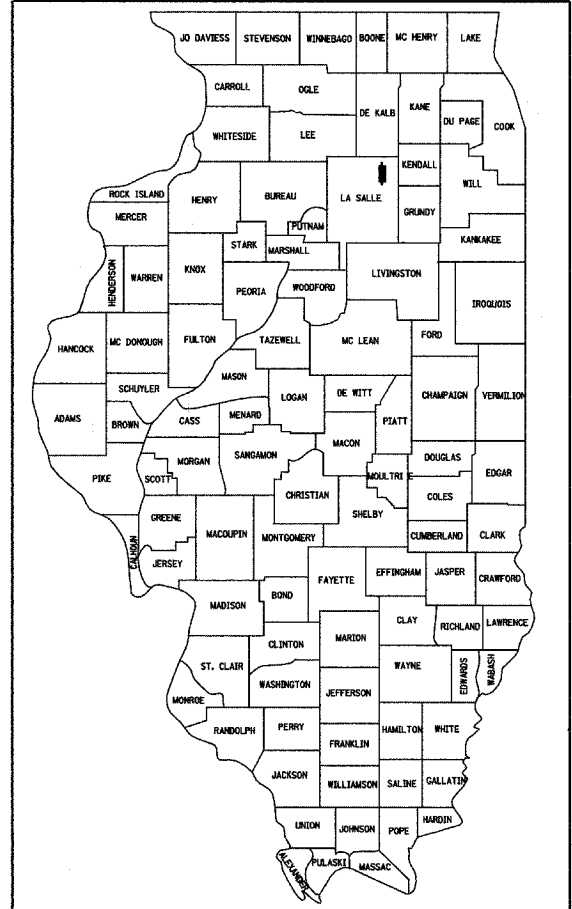 JO DAVIESS STEVENSON WINNEBAGO BOONE MC HENRY LAKE
CARROLL OGLE DE KALB KANE DU PAGE COOK
WHITESIDE LEE KENDALL WILL
ROCK ISLAND HENRY BUREAU LA SALLE GRUNDY
MERCER PUTNAM KANKAKEE
STARK MARSHALL
HENDERSON WARREN KNOX PEORIA WOODFORD LIVINGSTON IROQUOIS
HANCOCK MC DONOUGH FULTON TAZEWELL MC LEAN FORD
SCHUYLER MASON LOGAN DE WITT CHAMPAIGN VERMILION
ADAMS BROWN CASS MENARD MACON PIATT
PIKE SCOTT MORGAN SANGAMON MOULTRIE DOUGLAS EDGAR
CHRISTIAN COLES
GREENE MACOUPIN MONTGOMERY SHELBY CUMBERLAND CLARK
CALHOUN JERSEY FAYETTE EFFINGHAM JASPER CRAWFORD
MADISON BOND CLAY RICHLAND LAWRENCE
CLINTON MARION
ST. CLAIR WAYNE EDWARDS WABASH
MONROE WASHINGTON JEFFERSON
RANDOLPH PERRY HAMILTON WHITE
FRANKLIN
JACKSON WILLIAMSON SALINE GALLATIN
UNION JOHNSON POPE HARDIN
ALEXANDER PULASKI MASSAC